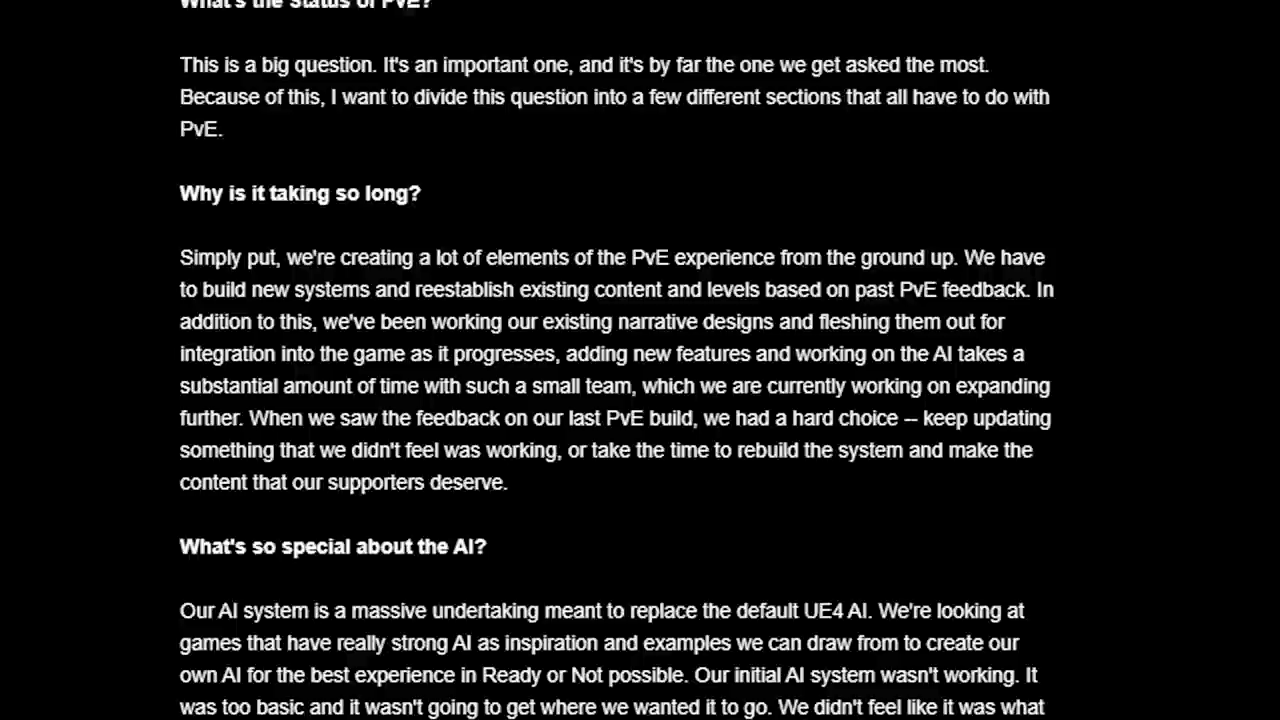 What's the Status of PvE?
This is a big question. It's an important one, and it's by far the one we get asked the most.
Because of this, I want to divide this question into a few different sections that all have to do with
PvE.
Why is it taking so long?
Simply put, we're creating a lot of elements of the PvE experience from the ground up. We have
to build new systems and reestablish existing content and levels based on past PvE feedback. In
addition to this, we've been working our existing narrative designs and fleshing them out for
integration into the game as it progresses, adding new features and working on the AI takes a
substantial amount of time with such a small team, which we are currently working on expanding
further. When we saw the feedback on our last PvE build, we had a hard choice -- keep updating
something that we didn't feel was working, or take the time to rebuild the system and make the
content that our supporters deserve.
What's so special about the AI?
Our AI system is a massive undertaking meant to replace the default UE4 AI. We're looking at
games that have really strong AI as inspiration and examples we can draw from to create our
own AI for the best experience in Ready or Not possible. Our initial AI system wasn't working. It
was too basic and it wasn't going to get where we wanted it to go. We didn't feel like it was what